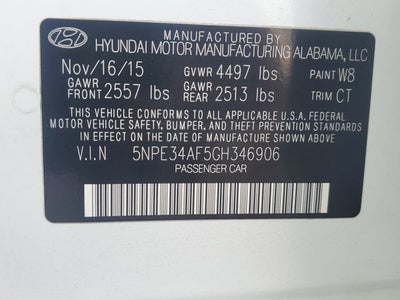 MANUFACTURED BY
HYUNDAI MOTOR MANUFACTURING ALABAMA, LLC
Nov/16/15 GVWR 4497 lbs PAINT W8
GAWR FRONT 2557 lbs GAWR REAR 2513 lbs TRIM CT
THIS VEHICLE CONFORMS TO ALL APPLICABLE U.S.A FEDERAL
MOTOR VEHICLE SAFETY, BUMPER, AND THEFT PREVENTION STANDARDS
IN EFFECT ON THE DATE OF MANUFACTURE SHOWN ABOVE.
V.I.N 5NPE34AF5GH346906
PASSENGER CAR